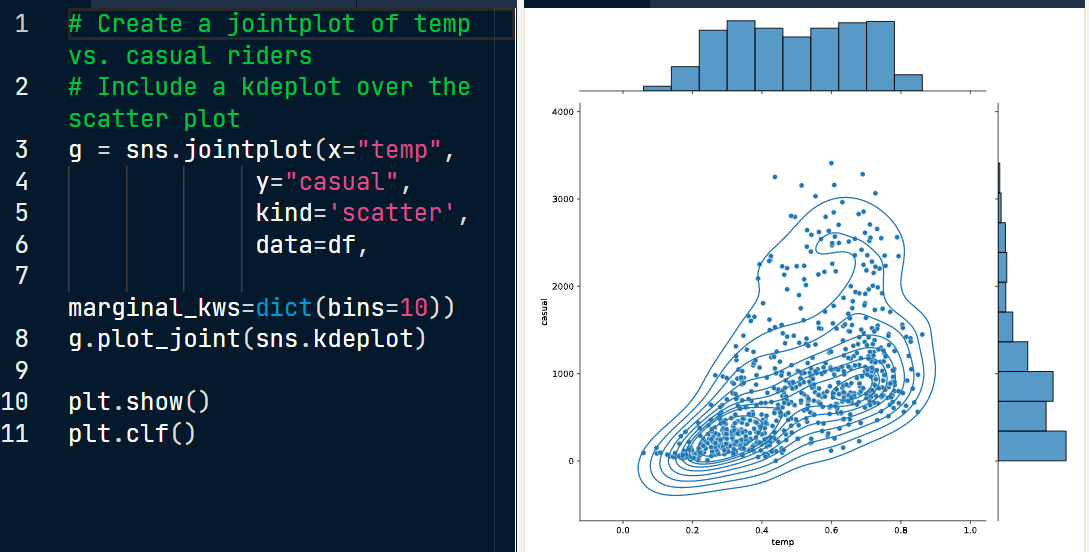 1 # Create a jointplot of temp
vs. casual riders
2 # Include a kdeplot over the
scatter plot
3 g = sns.jointplot(x="temp",
4 y="casual",
5 kind='scatter',
6 data=df,
7
marginal_kws=dict(bins=10))
8 g.plot_joint(sns.kdeplot)
9
10 plt.show()
11 plt.clf()
4000
3000
2000
1000
0
casual
0.0 0.2 0.4 0.6 0.8 1.0
temp